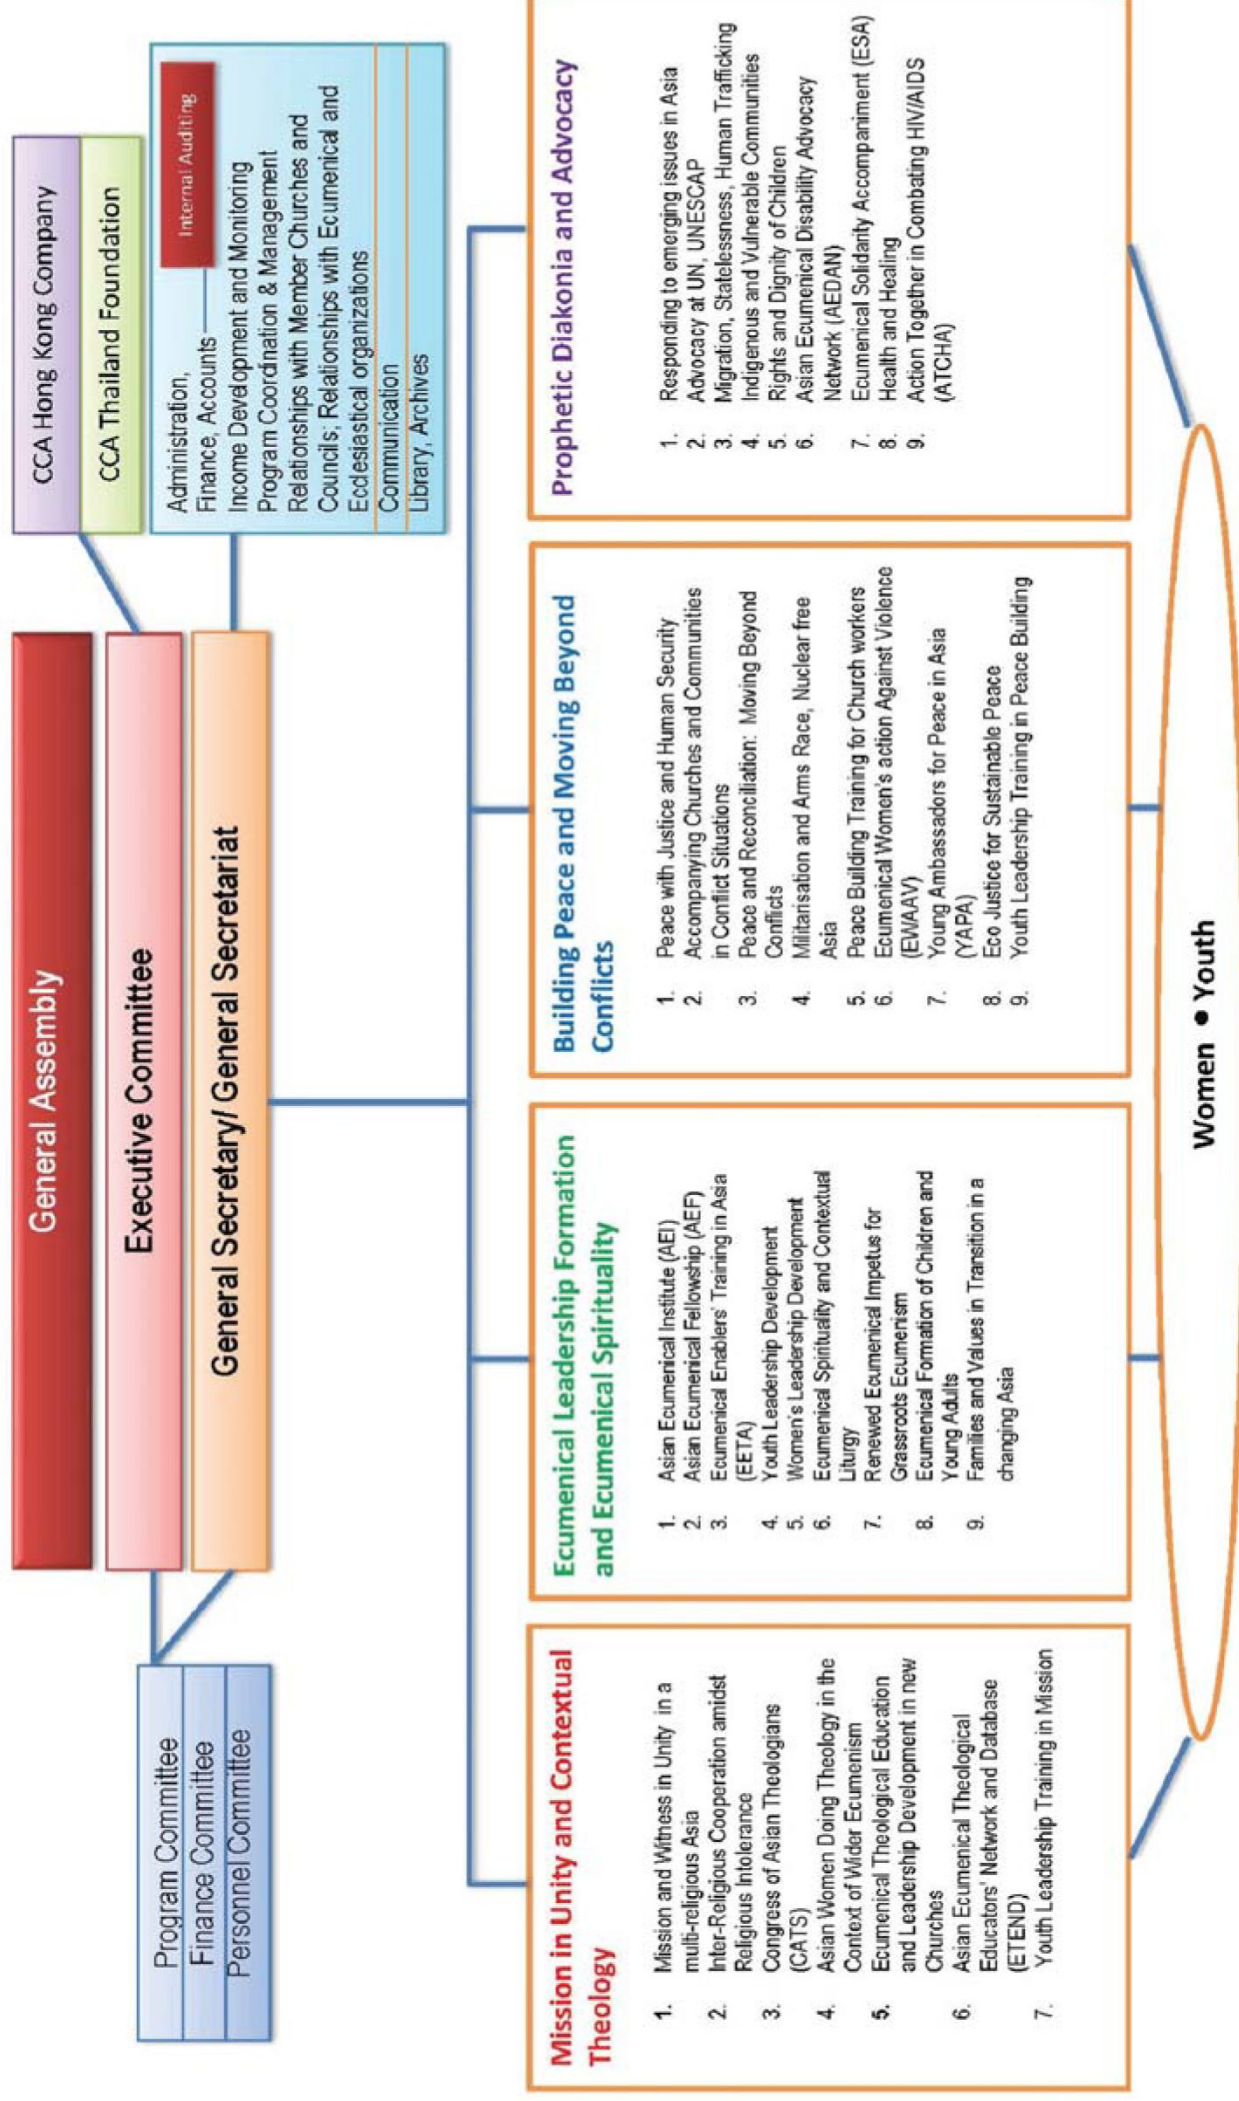 General Assembly
Executive Committee
General Secretary/ General Secretariat
Program Committee
Finance Committee
Personnel Committee
CCA Hong Kong Company
CCA Thailand Foundation
Administration,
Finance, Accounts
Internal Auditing
Income Development and Monitoring
Program Coordination & Management
Relationships with Member Churches and
Councils; Relationships with Ecumenical and
Ecclesiastical organizations
Communication
Library, Archives
Mission in Unity and Contextual
Theology
1. Mission and Witness in Unity in a
multi-religious Asia
2. Inter-Religious Cooperation amidst
Religious Intolerance
3. Congress of Asian Theologians
(CATS)
4. Asian Women Doing Theology in the
Context of Wider Ecumenism
5. Ecumenical Theological Education
and Leadership Development in new
Churches
6. Asian Ecumenical Theological
Educators' Network and Database
(ETEND)
7. Youth Leadership Training in Mission
Ecumenical Leadership Formation
and Ecumenical Spirituality
1. Asian Ecumenical Institute (AEI)
2. Asian Ecumenical Fellowship (AEF)
3. Ecumenical Enablers' Training in Asia
(EETA)
4. Youth Leadership Development
5. Women's Leadership Development
6. Ecumenical Spirituality and Contextual
Liturgy
7. Renewed Ecumenical Impetus for
Grassroots Ecumenism
8. Ecumenical Formation of Children and
Young Adults
9. Families and Values in Transition in a
changing Asia
Building Peace and Moving Beyond
Conflicts
1. Peace with Justice and Human Security
2. Accompanying Churches and Communities
in Conflict Situations
3. Peace and Reconciliation: Moving Beyond
Conflicts
4. Militarisation and Arms Race, Nuclear free
Asia
5. Peace Building Training for Church workers
6. Ecumenical Women's action Against Violence
(EWAAV)
7. Young Ambassadors for Peace in Asia
(YAPA)
8. Eco Justice for Sustainable Peace
9. Youth Leadership Training in Peace Building
Prophetic Diakonia and Advocacy
1. Responding to emerging issues in Asia
2. Advocacy at UN, UNESCAP
3. Migration, Statelessness, Human Trafficking
4. Indigenous and Vulnerable Communities
5. Rights and Dignity of Children
6. Asian Ecumenical Disability Advocacy
Network (AEDAN)
7. Ecumenical Solidarity Accompaniment (ESA)
8. Health and Healing
9. Action Together in Combating HIV/AIDS
(ATCHA)
Women ● Youth